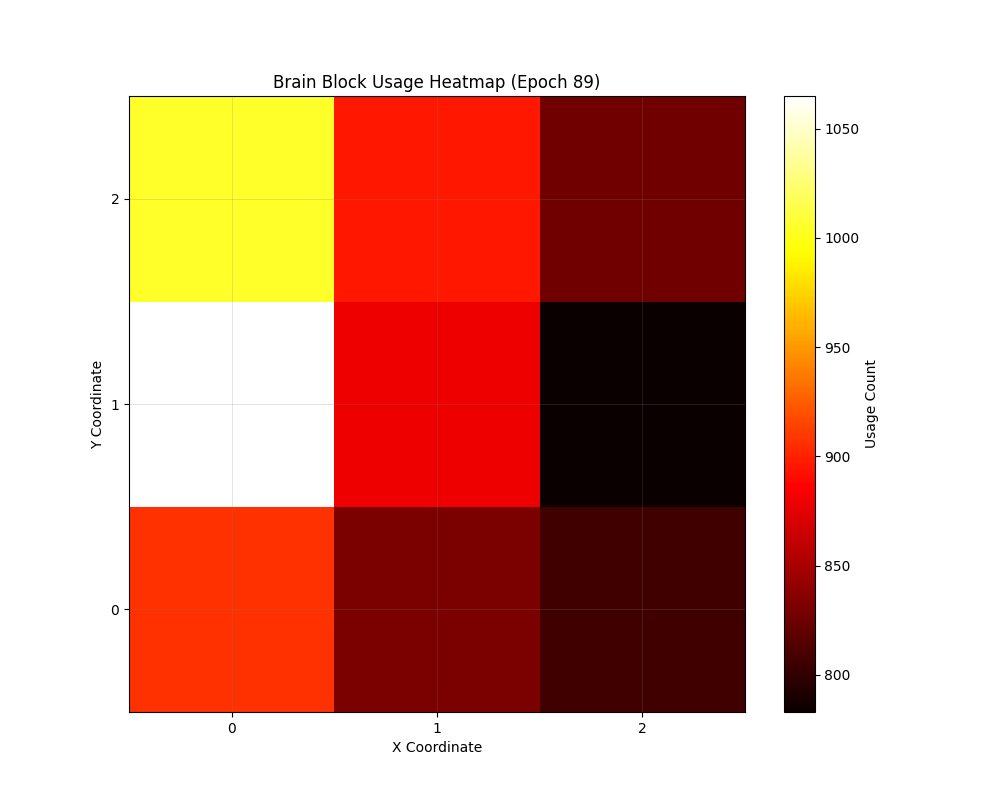 Brain Block Usage Heatmap (Epoch 89)
Y Coordinate
2
1
0
0 1 2
X Coordinate
1050
1000
950
900
850
800
Usage Count